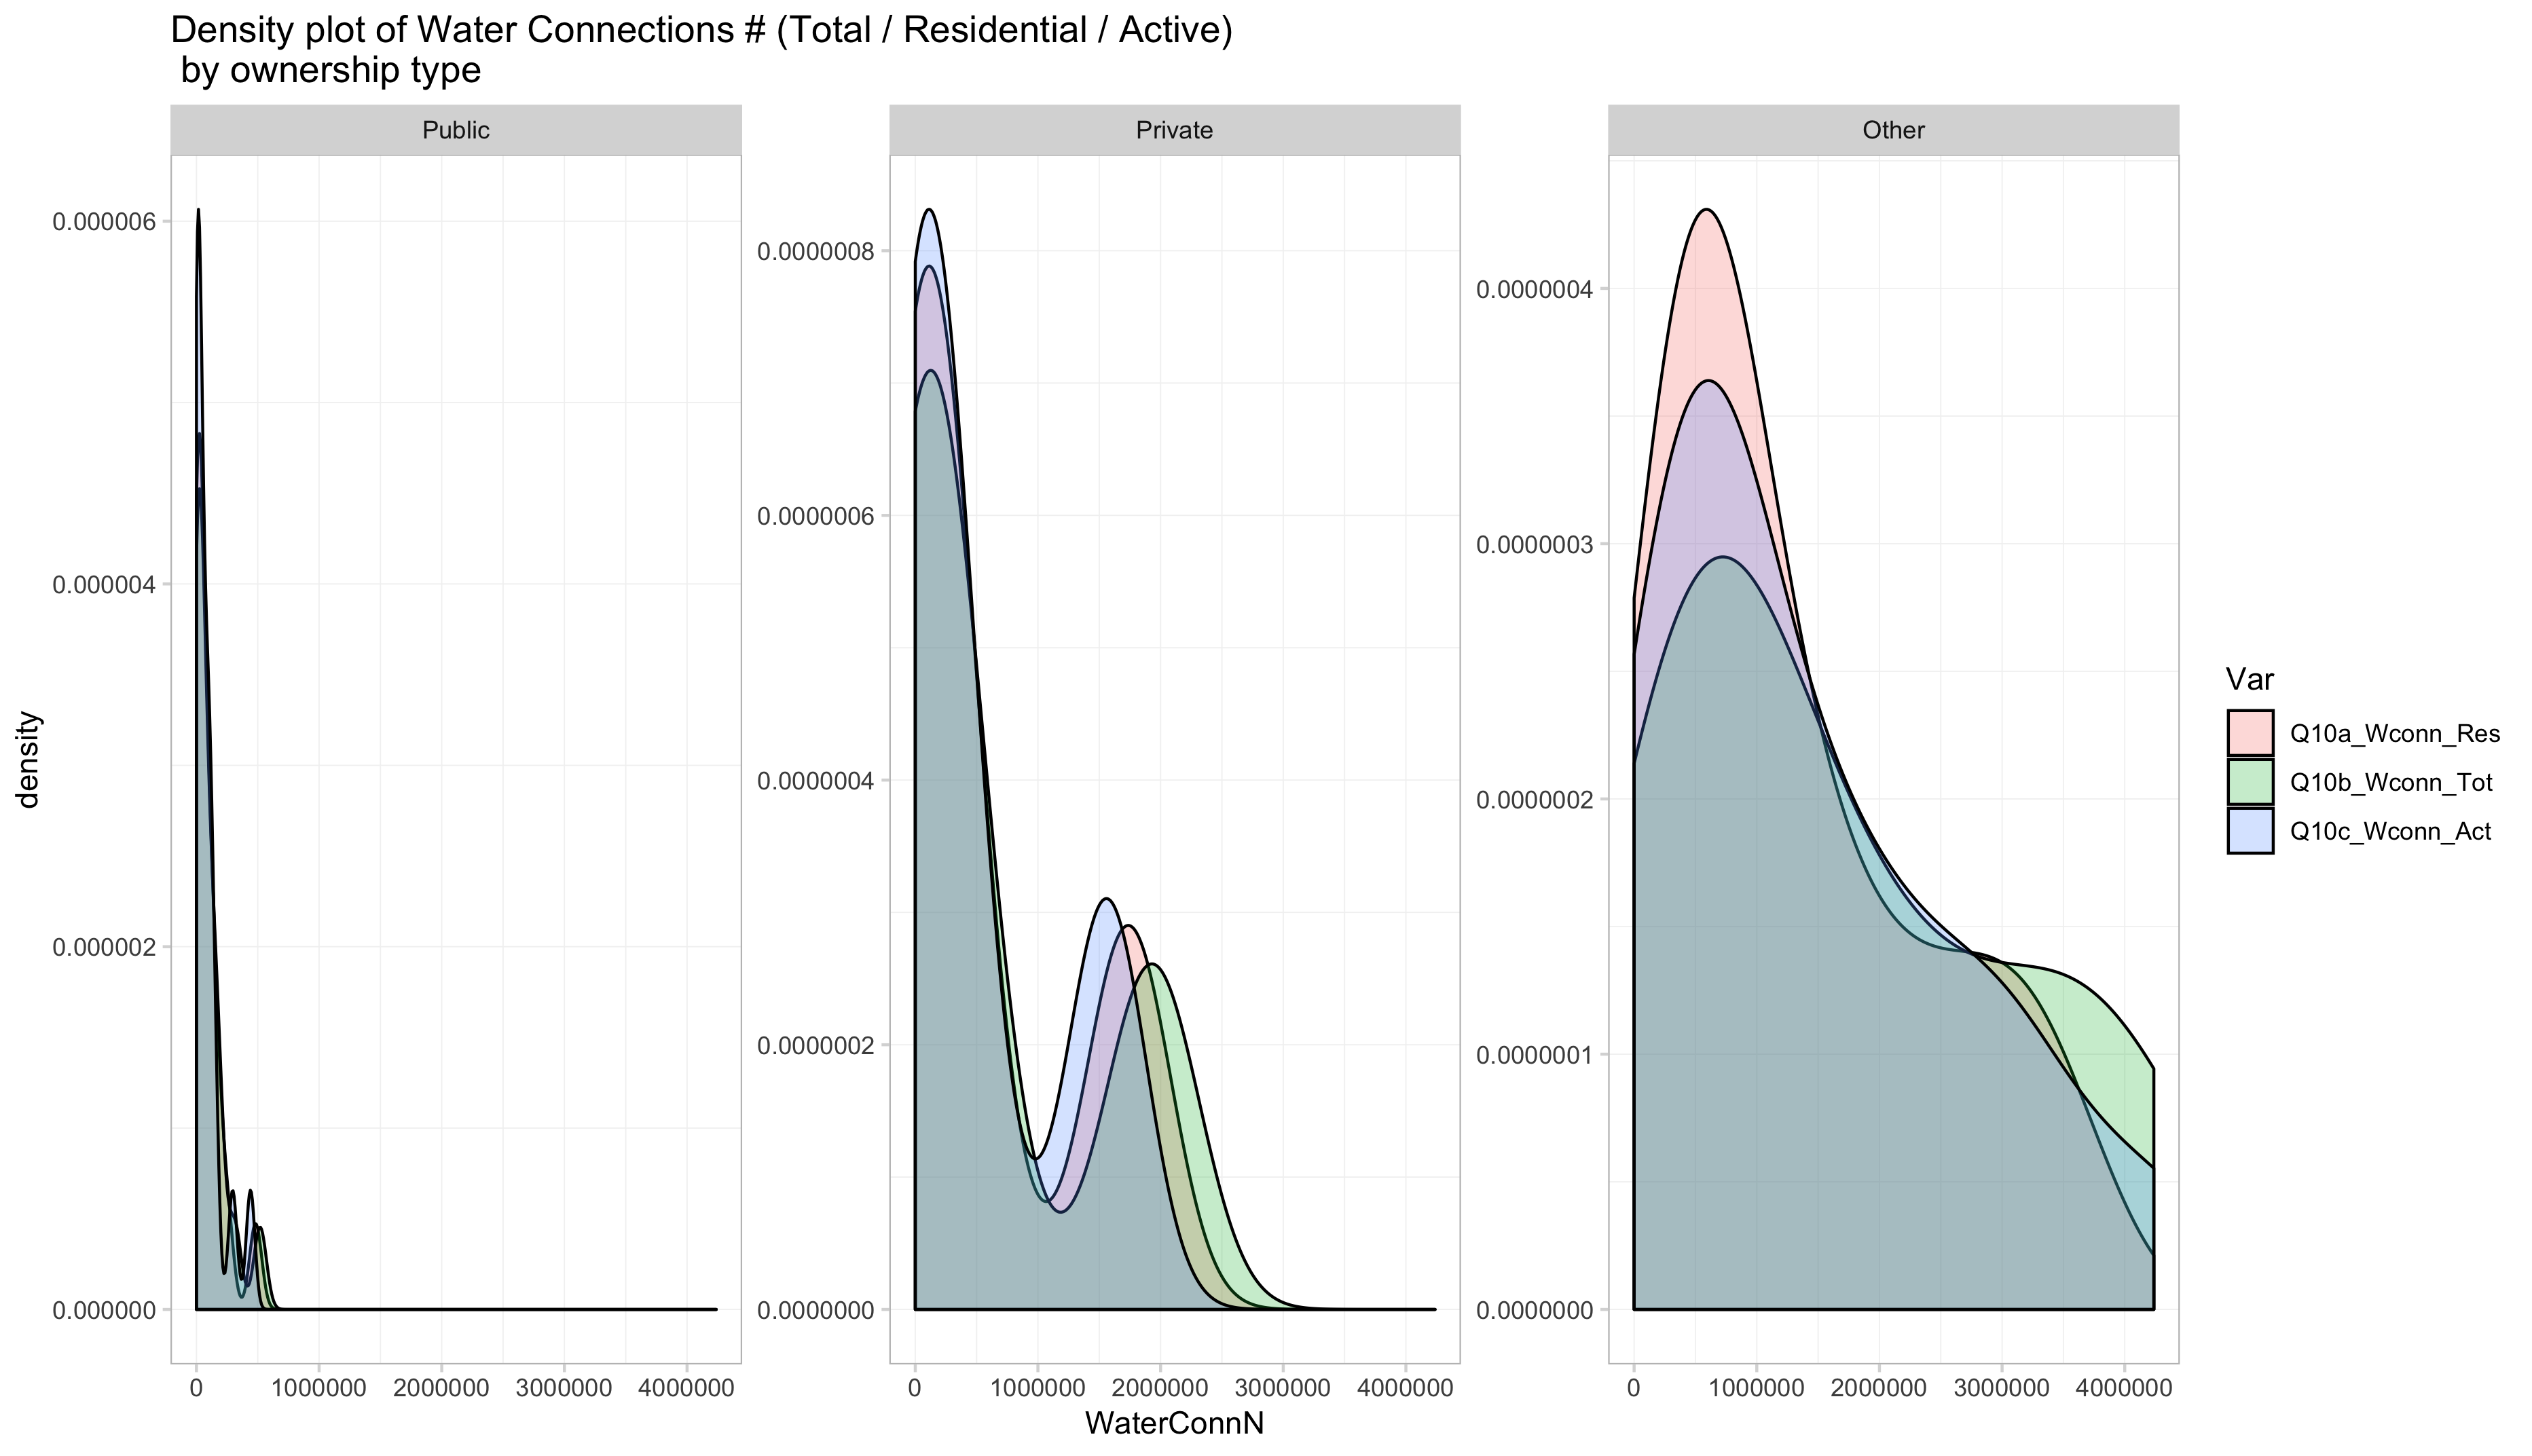 Density plot of Water Connections # (Total / Residential / Active)
by ownership type
Public
Private
Other
density
0.000006
0.000004
0.000002
0.000000
0.0000008
0.0000006
0.0000004
0.0000002
0.0000000
0.0000004
0.0000003
0.0000002
0.0000001
0.0000000
0 1000000 2000000 3000000 4000000
0 1000000 2000000 3000000 4000000
0 1000000 2000000 3000000 4000000
WaterConnN
Var
Q10a_Wconn_Res
Q10b_Wconn_Tot
Q10c_Wconn_Act